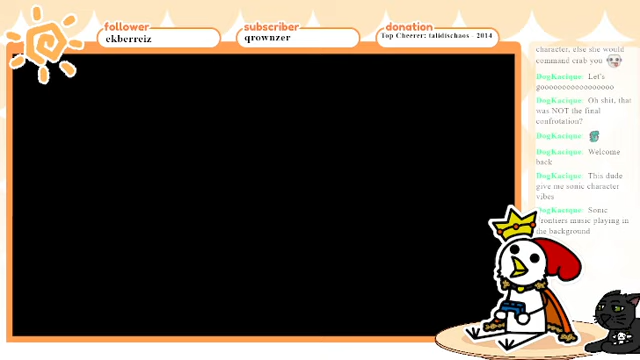 follower
subscriber
donation
ekberreiz
qrownzer
Top Cheerer: talidischaos - 2014
character, else she would
command crab you
DogKarique: Let's
gooooooooooooooooo
DogKarique: Oh shit, that
was NOT the final
confrotation?
DogKarique:
DogKarique: Welcome
back
DogKarique: This dude
give me sonic character
vibes
DogKarique: Sonic
Frontiers music playing in
the background